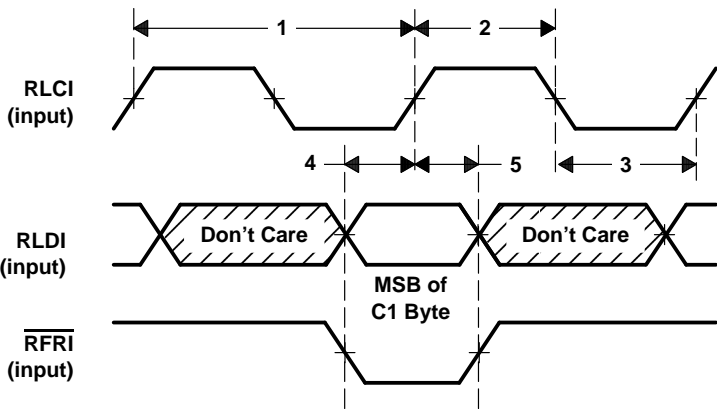 1
2
RLCI
(input)
4
5
3
RLDI
(input)
Don't Care
Don't Care
MSB of
C1 Byte
RFRI
(input)